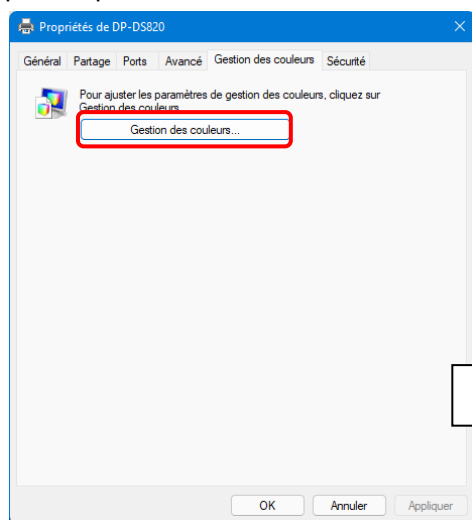 Propriétés de DP-DS820
Général Partage Ports Avancé Gestion des couleurs Sécurité
Pour ajuster les paramètres de gestion des couleurs, cliquez sur
Gestion des couleurs
Gestion des couleurs...
OK Annuler Appliquer